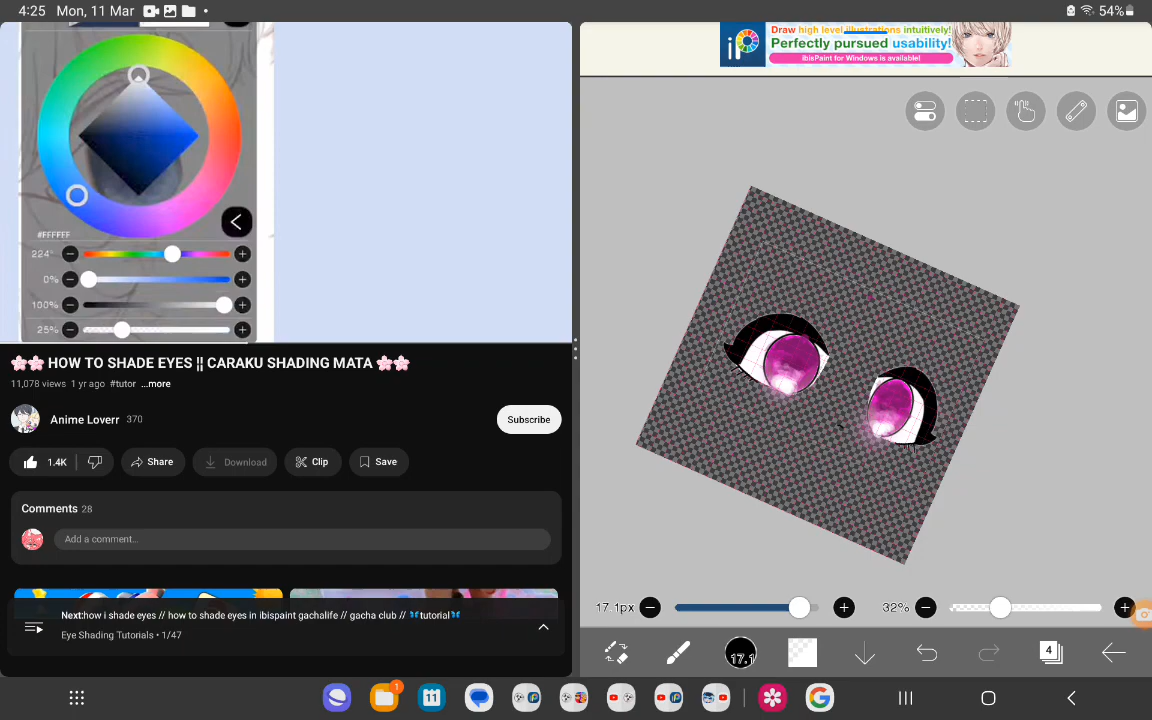 4:25 Mon, 11 Mar
54%
#FFFFFF
224°
0%
100%
25%
🌸🌸 HOW TO SHADE EYES ¦¦ CARAKU SHADING MATA 🌸🌸
11,078 views 1 yr ago #tutor ...more
Anime Loverr 370
Subscribe
1.4K
Share
Download
Clip
Save
Comments 28
Add a comment...
Next:how i shade eyes // how to shade eyes in ibispaint gachalife // gacha club // 🦋tutorial🦋
Eye Shading Tutorials • 1/47
Draw high level illustrations intuitively!
Perfectly pursued usability!
ibisPaint for Windows is available!
17.1px
32%
17.1
4
1
11